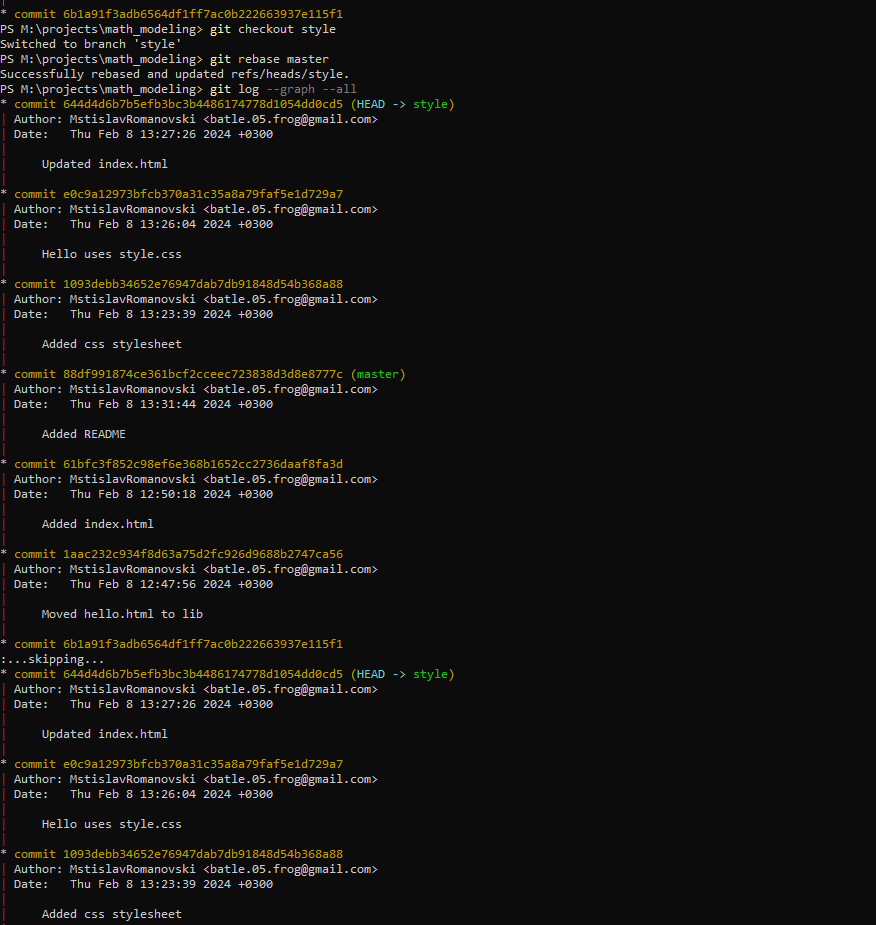 * commit 6b1a91f3adb6564df1ff7ac0b222663937e115f1
PS M:\projects\math_modeling> git checkout style
Switched to branch 'style'
PS M:\projects\math_modeling> git rebase master
Successfully rebased and updated refs/heads/style.
PS M:\projects\math_modeling> git log --graph --all
* commit 644d4d6b7b5efb3bc3b4486174778d1054dd0cd5 (HEAD -> style)
| Author: MstislavRomanovski <batle.05.frog@gmail.com>
| Date:   Thu Feb 8 13:27:26 2024 +0300
|
|     Updated index.html
|
* commit e0c9a12973bfcb370a31c35a8a79faf5e1d729a7
| Author: MstislavRomanovski <batle.05.frog@gmail.com>
| Date:   Thu Feb 8 13:26:04 2024 +0300
|
|     Hello uses style.css
|
* commit 1093debb34652e76947dab7db91848d54b368a88
| Author: MstislavRomanovski <batle.05.frog@gmail.com>
| Date:   Thu Feb 8 13:23:39 2024 +0300
|
|     Added css stylesheet
|
* commit 88df991874ce361bcf2cceec723838d3d8e8777c (master)
| Author: MstislavRomanovski <batle.05.frog@gmail.com>
| Date:   Thu Feb 8 13:31:44 2024 +0300
|
|     Added README
|
* commit 61bfc3f852c98ef6e368b1652cc2736daaf8fa3d
| Author: MstislavRomanovski <batle.05.frog@gmail.com>
| Date:   Thu Feb 8 12:50:18 2024 +0300
|
|     Added index.html
|
* commit 1aac232c934f8d63a75d2fc926d9688b2747ca56
| Author: MstislavRomanovski <batle.05.frog@gmail.com>
| Date:   Thu Feb 8 12:47:56 2024 +0300
|
|     Moved hello.html to lib
|
* commit 6b1a91f3adb6564df1ff7ac0b222663937e115f1
:...skipping...
* commit 644d4d6b7b5efb3bc3b4486174778d1054dd0cd5 (HEAD -> style)
| Author: MstislavRomanovski <batle.05.frog@gmail.com>
| Date:   Thu Feb 8 13:27:26 2024 +0300
|
|     Updated index.html
|
* commit e0c9a12973bfcb370a31c35a8a79faf5e1d729a7
| Author: MstislavRomanovski <batle.05.frog@gmail.com>
| Date:   Thu Feb 8 13:26:04 2024 +0300
|
|     Hello uses style.css
|
* commit 1093debb34652e76947dab7db91848d54b368a88
| Author: MstislavRomanovski <batle.05.frog@gmail.com>
| Date:   Thu Feb 8 13:23:39 2024 +0300
|
|     Added css stylesheet
|